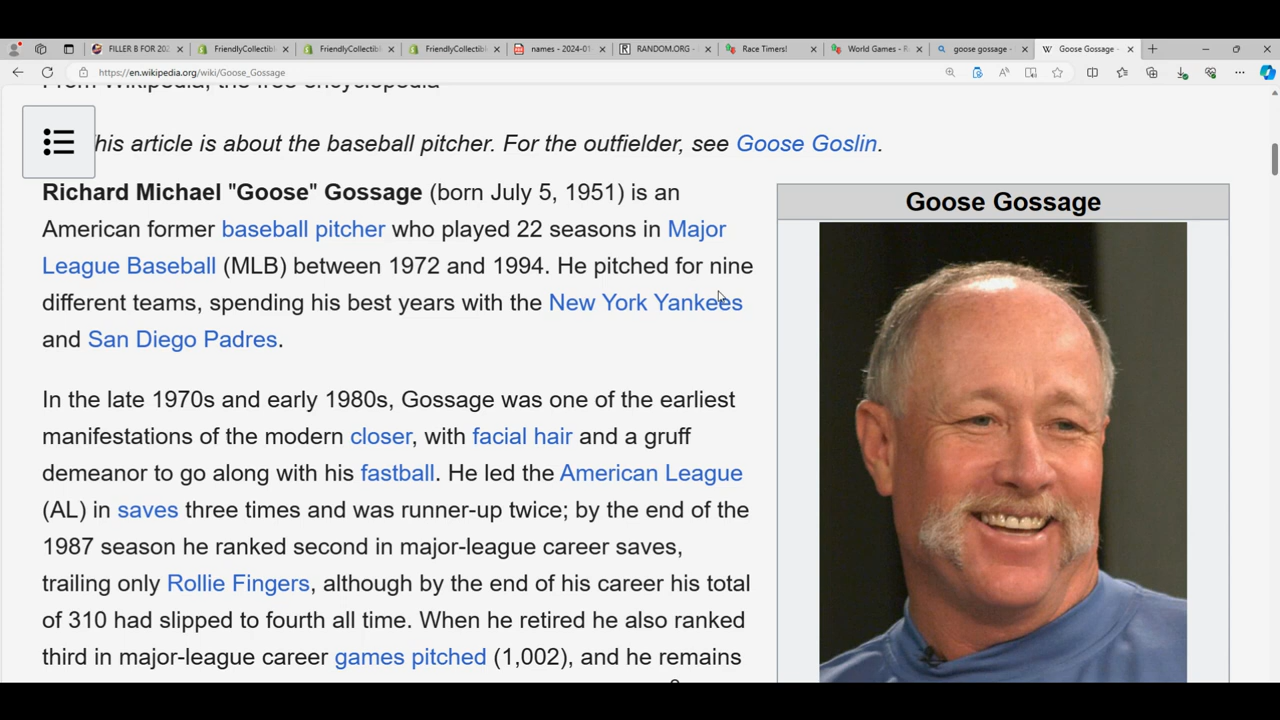 FILLER B FOR 202
FriendlyCollectibl
FriendlyCollectibl
FriendlyCollectibl
names - 2024-01
RANDOM.ORG -
Race Timers!
World Games - R
goose gossage -
Goose Gossage -
https://en.wikipedia.org/wiki/Goose_Gossage
From Wikipedia, the free encyclopedia
his article is about the baseball pitcher. For the outfielder, see Goose Goslin.
Richard Michael "Goose" Gossage (born July 5, 1951) is an
American former baseball pitcher who played 22 seasons in Major
League Baseball (MLB) between 1972 and 1994. He pitched for nine
different teams, spending his best years with the New York Yankees
and San Diego Padres.
In the late 1970s and early 1980s, Gossage was one of the earliest
manifestations of the modern closer, with facial hair and a gruff
demeanor to go along with his fastball. He led the American League
(AL) in saves three times and was runner-up twice; by the end of the
1987 season he ranked second in major-league career saves,
trailing only Rollie Fingers, although by the end of his career his total
of 310 had slipped to fourth all time. When he retired he also ranked
third in major-league career games pitched (1,002), and he remains
Goose Gossage